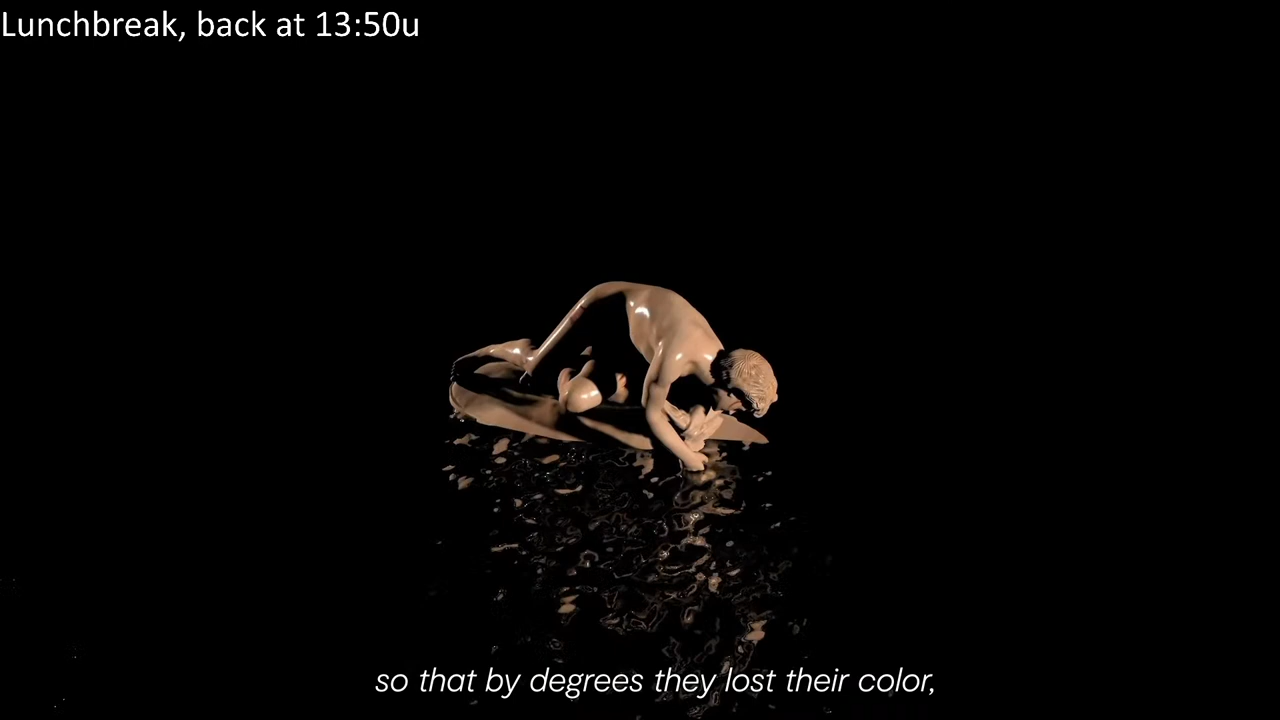 Lunchbreak, back at 13:50u
so that by degrees they lost their color,